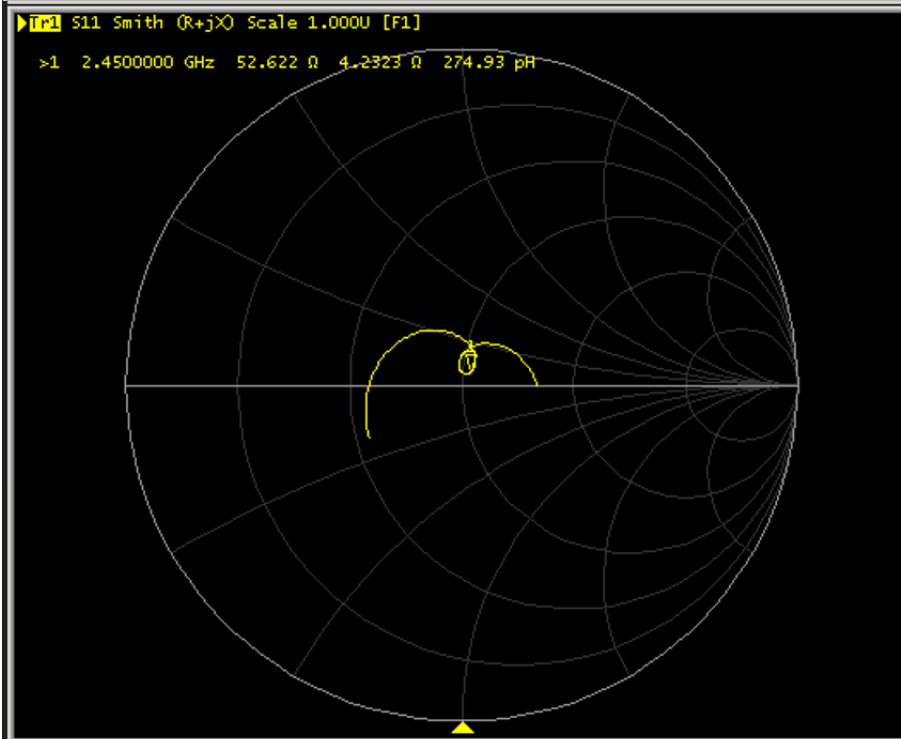 Tr1 S11 Smith (R+jX) Scale 1.000U [F1]
>1 2.4500000 GHz 52.622 Ω 4.2323 Ω 274.93 pH
1